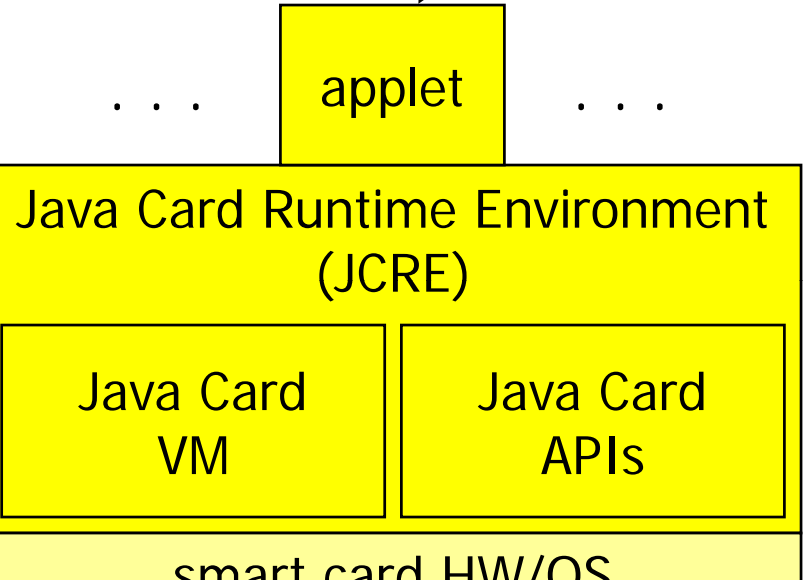 . . . applet . . .
Java Card Runtime Environment
(JCRE)
Java Card Java Card
VM APIs
smart card HW/OS